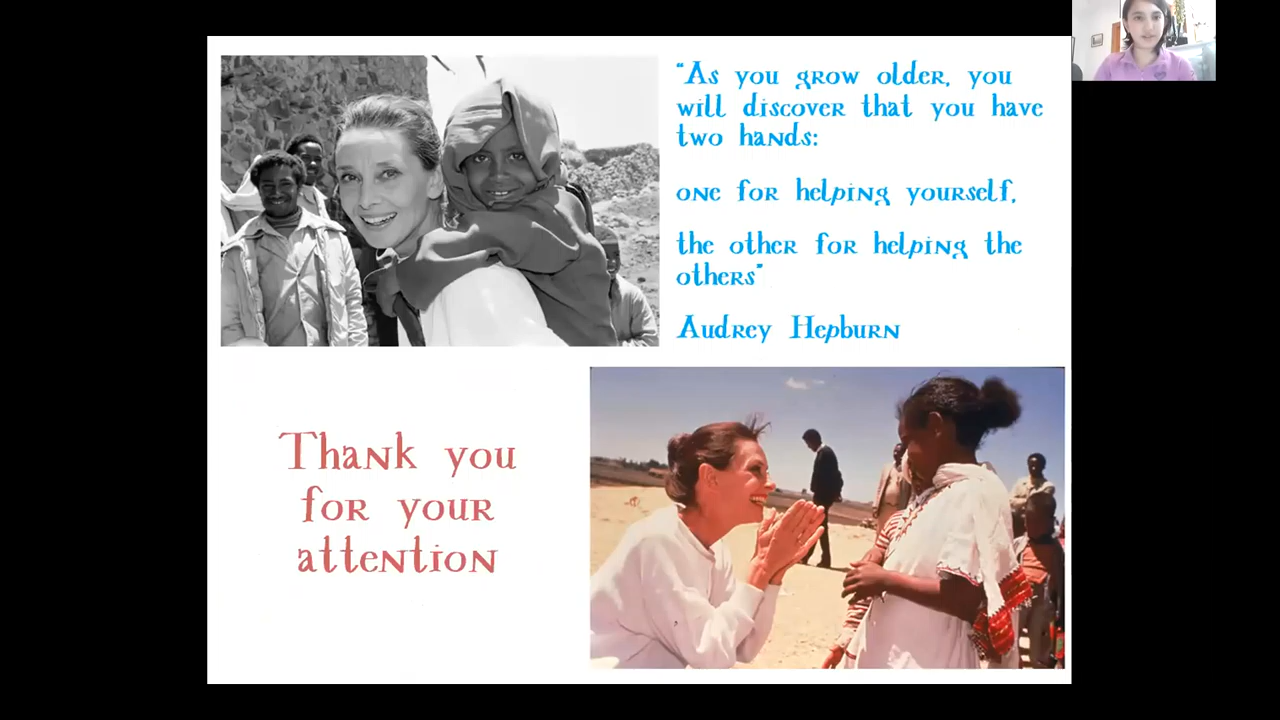 “As you grow older, you
will discover that you have
two hands:
one for helping yourself,
the other for helping the
others”
Audrey Hepburn
Thank you
for your
attention